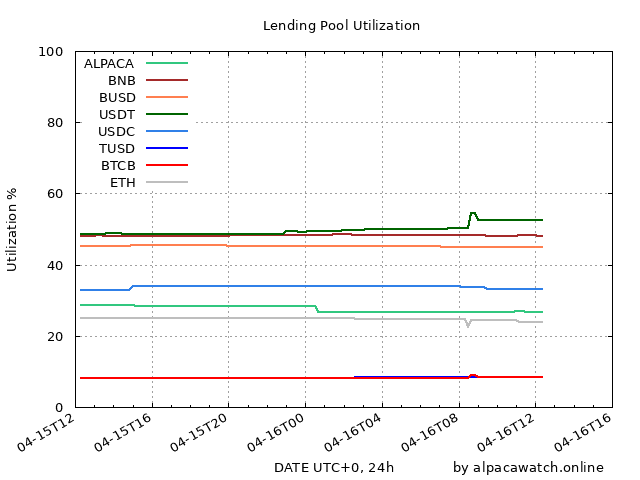 Lending Pool Utilization
100
80
60
40
20
0
Utilization %
ALPACA
BNB
BUSD
USDT
USDC
TUSD
BTCB
ETH
04-15T12
04-15T16
04-15T20
04-16T00
04-16T04
04-16T08
04-16T12
04-16T16
DATE UTC+0, 24h
by alpacawatch.online